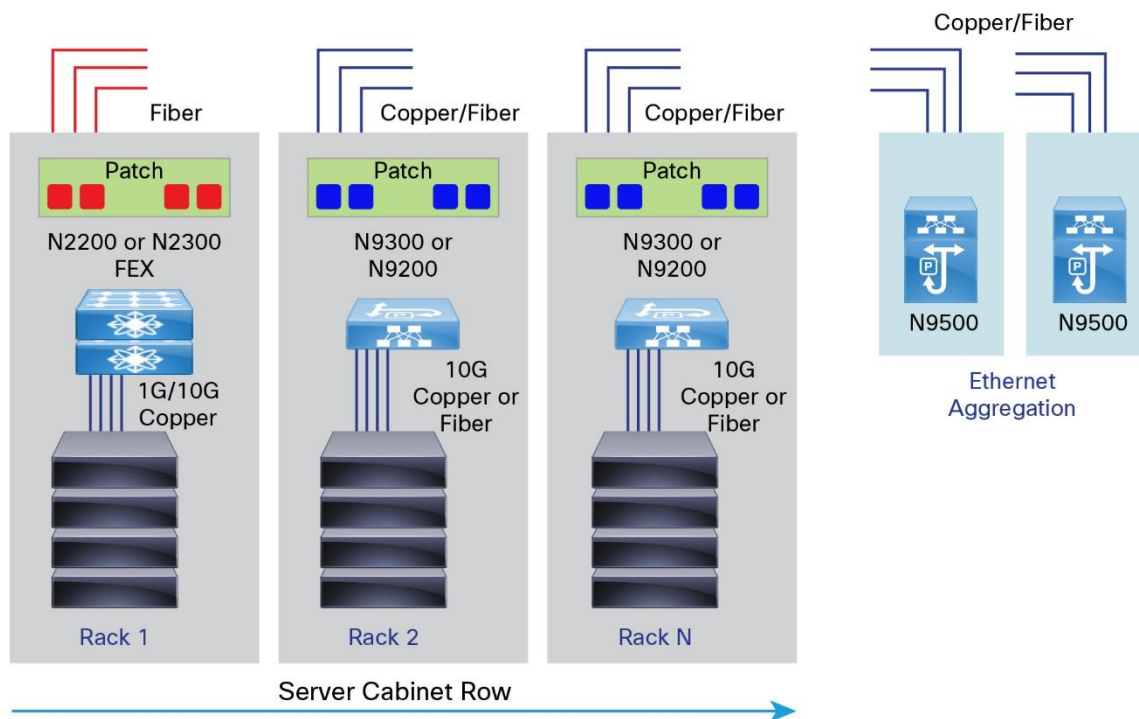 Copper/Fiber
Fiber
Copper/Fiber
Copper/Fiber
Patch
Patch
Patch
N2200 or N2300
FEX
N9300 or
N9200
N9300 or
N9200
P
P
N9500
N9500
1G/10G
Copper
10G
Copper or
Fiber
10G
Copper or
Fiber
Ethernet
Aggregation
Rack 1
Rack 2
Rack N
Server Cabinet Row